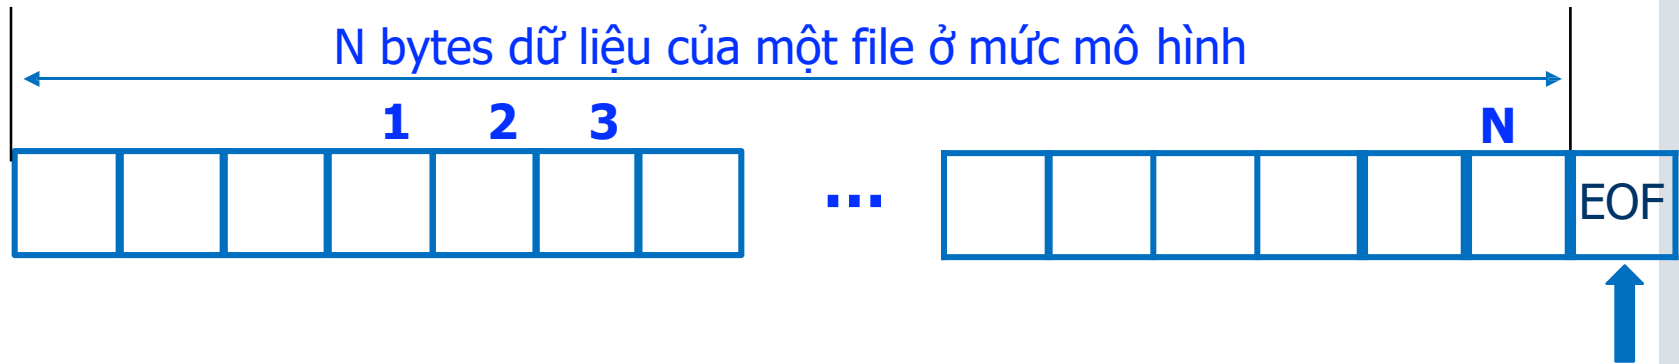 N bytes dữ liệu của một file ở mức mô hình
1 2 3 N
... EOF